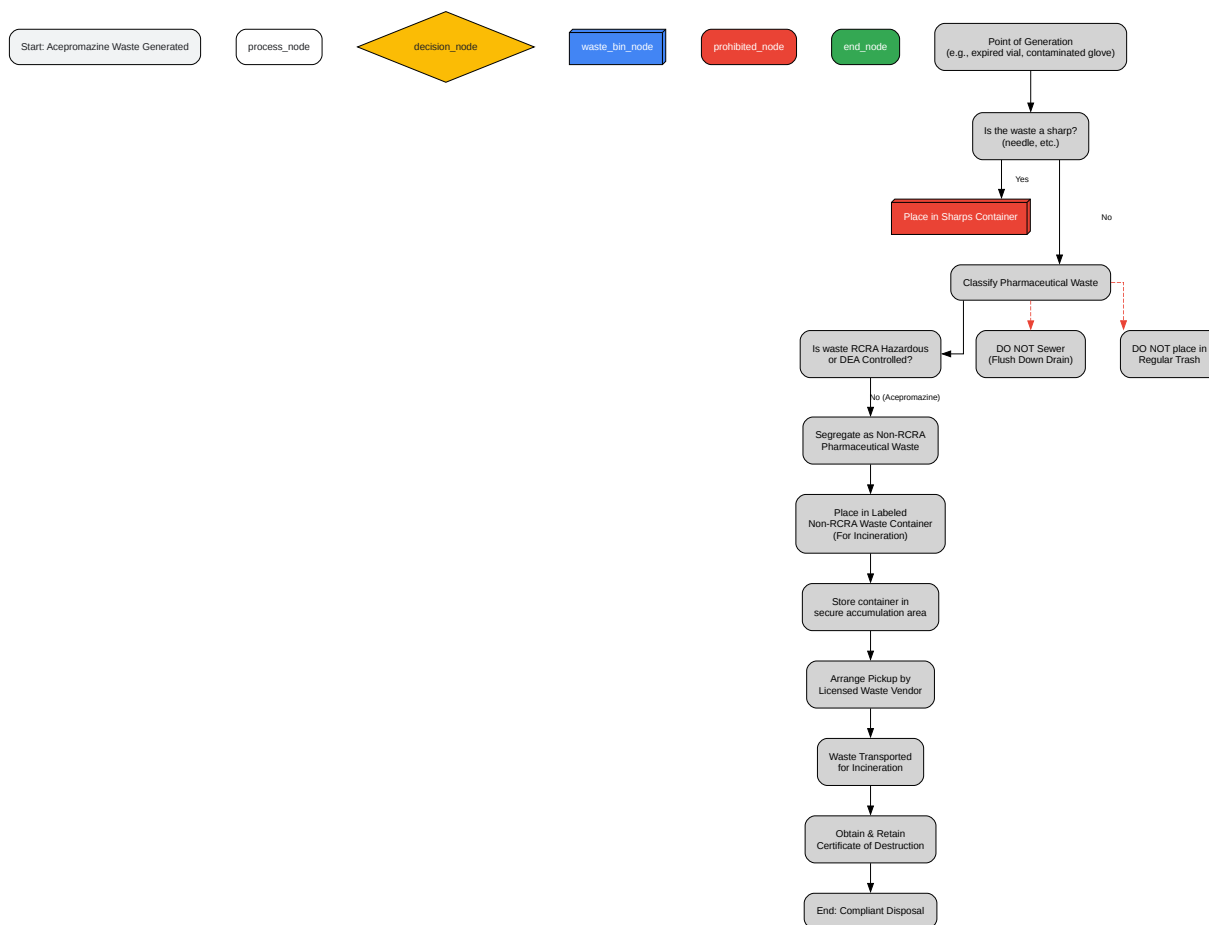 Start: Acepromazine Waste Generated
process_node
decision_node
waste_bin_node
prohibited_node
end_node
Point of Generation
(e.g., expired vial, contaminated glove)
Is the waste a sharp?
(needle, etc.)
Yes
Place in Sharps Container
No
Classify Pharmaceutical Waste
Is waste RCRA Hazardous
or DEA Controlled?
DO NOT Sewer
(Flush Down Drain)
DO NOT place in
Regular Trash
No (Acepromazine)
Segregate as Non-RCRA
Pharmaceutical Waste
Place in Labeled
Non-RCRA Waste Container
(For Incineration)
Store container in
secure accumulation area
Arrange Pickup by
Licensed Waste Vendor
Waste Transported
for Incineration
Obtain & Retain
Certificate of Destruction
End: Compliant Disposal